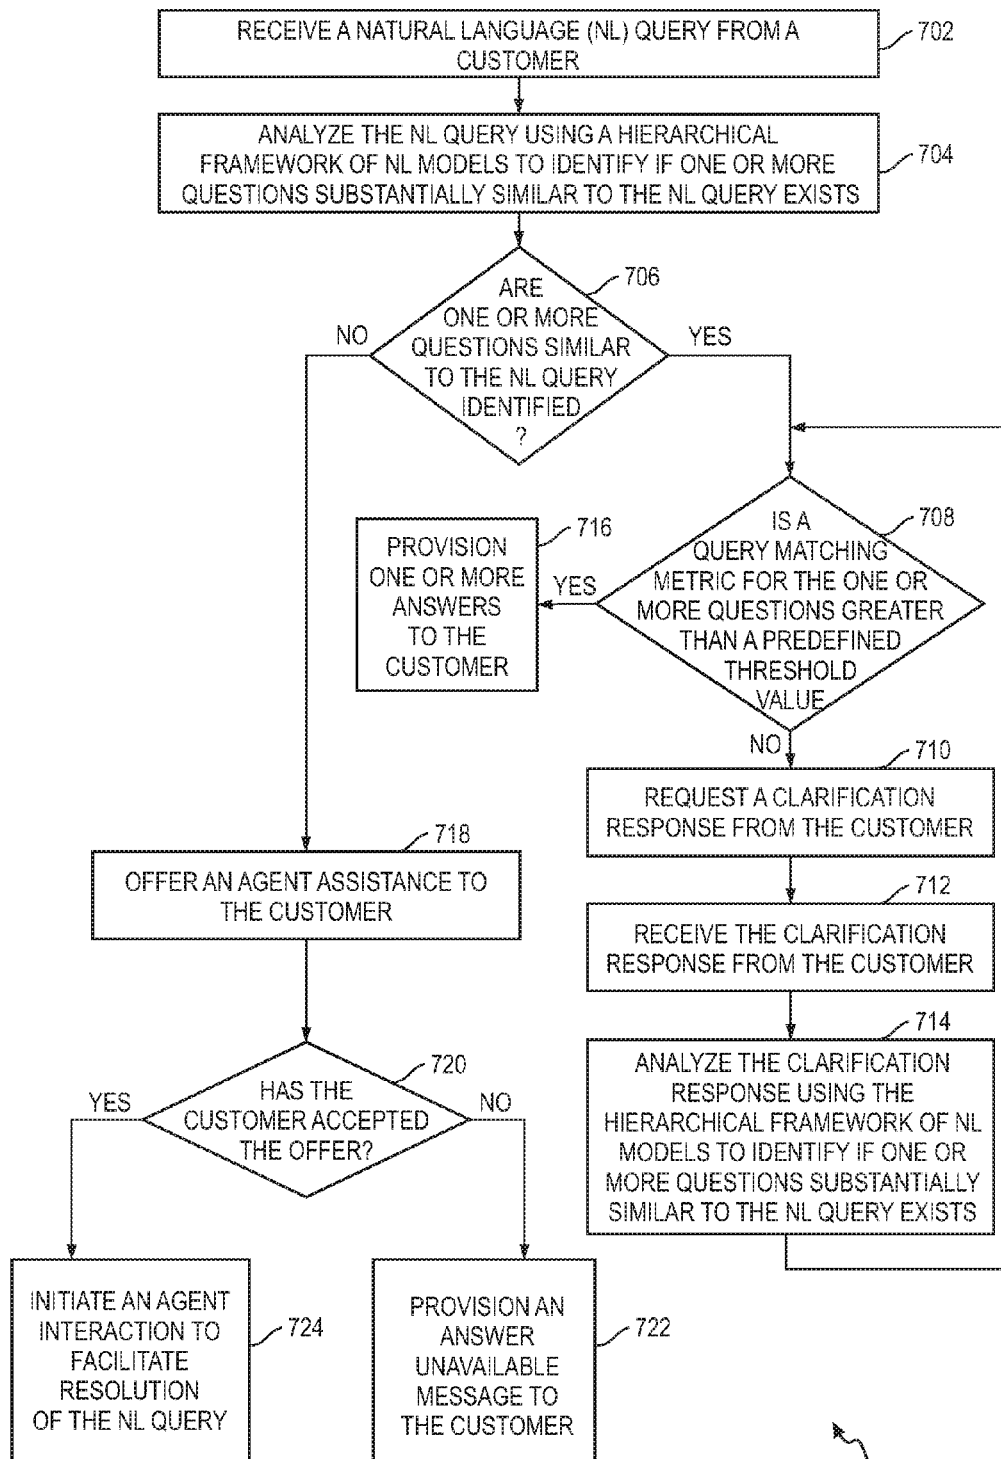 RECEIVE A NATURAL LANGUAGE (NL) QUERY FROM A
CUSTOMER
702
ANALYZE THE NL QUERY USING A HIERARCHICAL
FRAMEWORK OF NL MODELS TO IDENTIFY IF ONE OR MORE
QUESTIONS SUBSTANTIALLY SIMILAR TO THE NL QUERY EXISTS
704
ARE
ONE OR MORE
QUESTIONS SIMILAR
TO THE NL QUERY
IDENTIFIED
?
706
NO
YES
IS A
QUERY MATCHING
METRIC FOR THE ONE OR
MORE QUESTIONS GREATER
THAN A PREDEFINED
THRESHOLD
VALUE
708
YES
PROVISION
ONE OR MORE
ANSWERS
TO THE
CUSTOMER
716
NO
REQUEST A CLARIFICATION
RESPONSE FROM THE CUSTOMER
710
RECEIVE THE CLARIFICATION
RESPONSE FROM THE CUSTOMER
712
ANALYZE THE CLARIFICATION
RESPONSE USING THE
HIERARCHICAL FRAMEWORK OF NL
MODELS TO IDENTIFY IF ONE OR
MORE QUESTIONS SUBSTANTIALLY
SIMILAR TO THE NL QUERY EXISTS
714
OFFER AN AGENT ASSISTANCE TO
THE CUSTOMER
718
HAS THE
CUSTOMER ACCEPTED
THE OFFER?
720
YES
NO
INITIATE AN AGENT
INTERACTION TO
FACILITATE
RESOLUTION
OF THE NL QUERY
724
PROVISION AN
ANSWER
UNAVAILABLE
MESSAGE TO
THE CUSTOMER
722